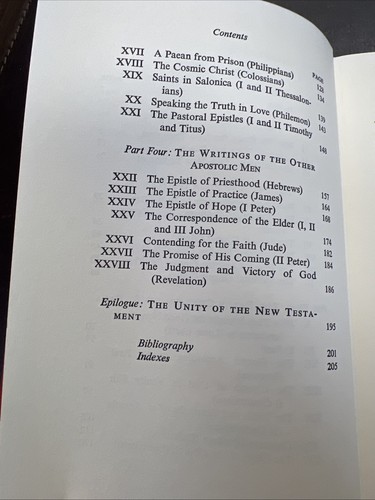 Contents
PAGE
XVII A Paean from Prison (Philippians) 128
XVIII The Cosmic Christ (Colossians) 134
XIX Saints in Salonica (I and II Thessalon-
ians) 139
XX Speaking the Truth in Love (Philemon) 143
XXI The Pastoral Epistles (I and II Timothy
and Titus) 148
Part Four: THE WRITINGS OF THE OTHER
APOSTOLIC MEN
XXII The Epistle of Priesthood (Hebrews) 157
XXIII The Epistle of Practice (James) 164
XXIV The Epistle of Hope (I Peter) 168
XXV The Correspondence of the Elder (I, II
and III John) 174
XXVI Contending for the Faith (Jude) 182
XXVII The Promise of His Coming (II Peter) 184
XXVIII The Judgment and Victory of God
(Revelation) 186
Epilogue: THE UNITY OF THE NEW TESTA-
MENT 195
Bibliography 201
Indexes 205